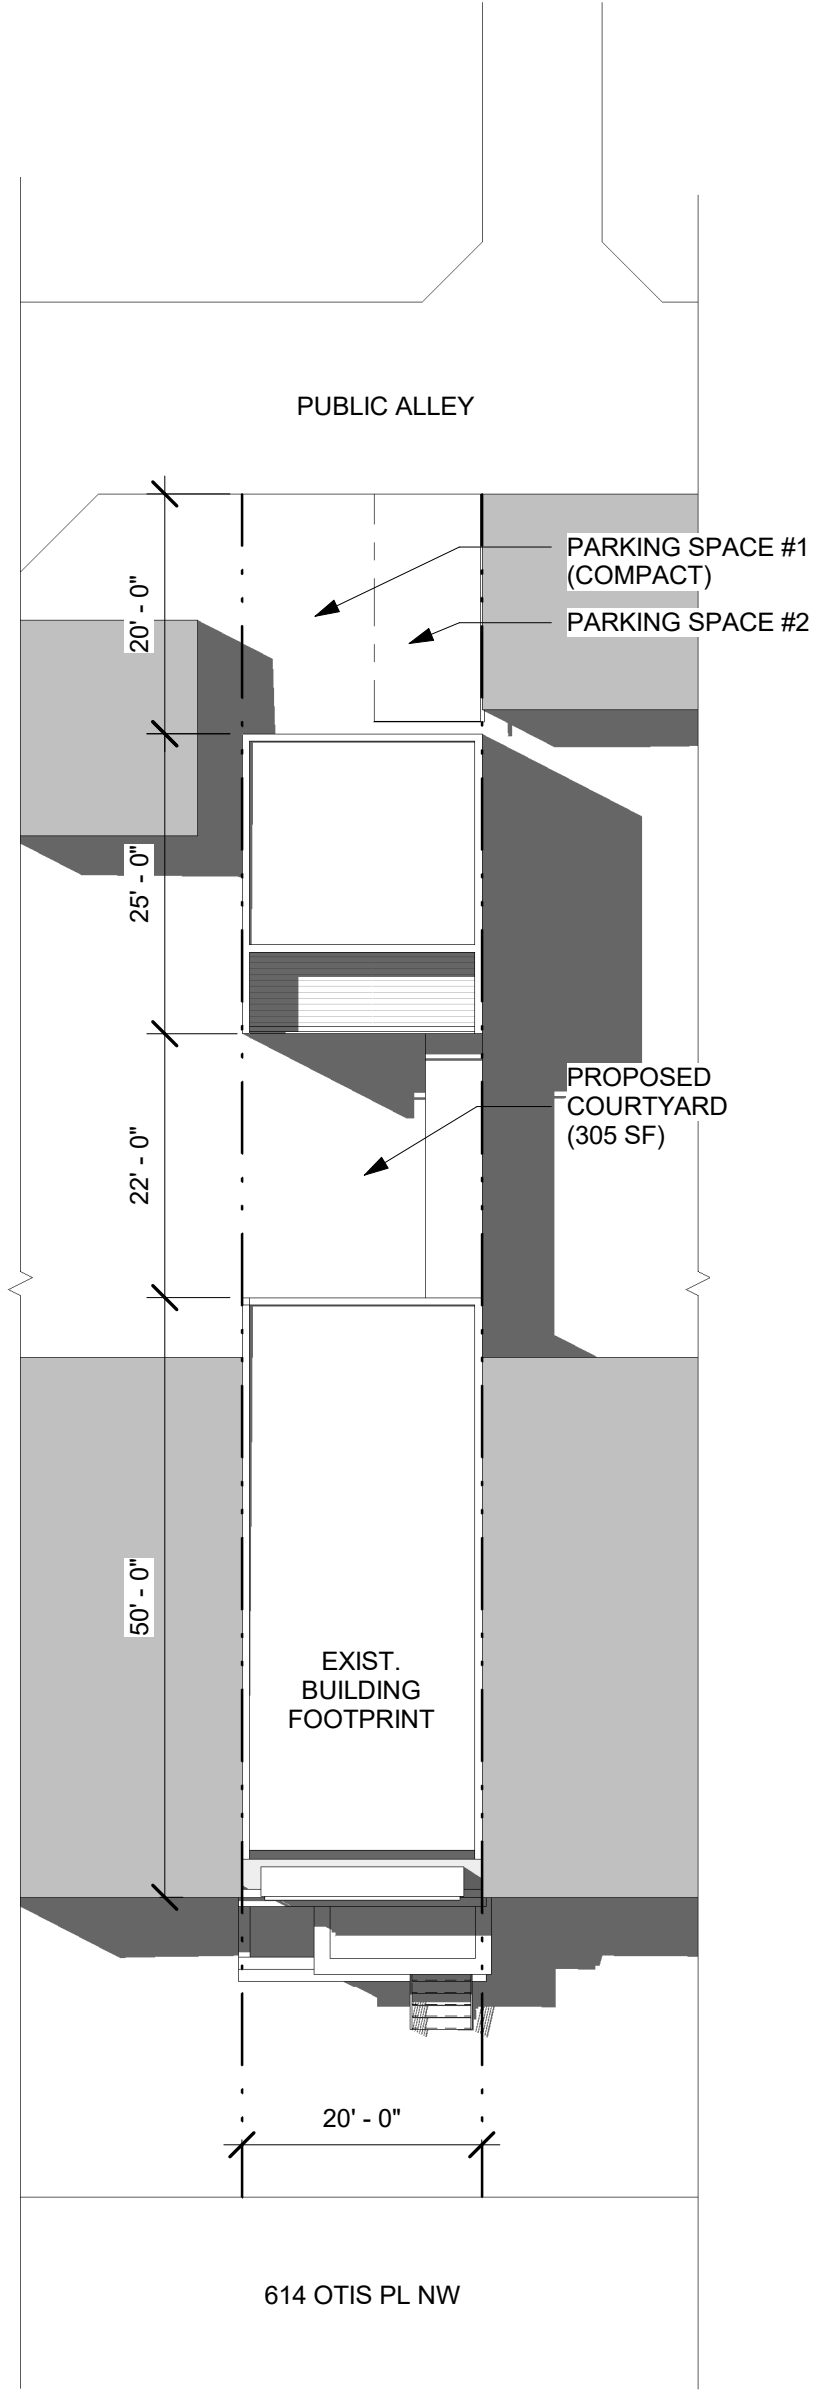 PUBLIC ALLEY
PARKING SPACE #1
(COMPACT)
PARKING SPACE #2
20' - 0"
25' - 0"
PROPOSED
COURTYARD
(305 SF)
22' - 0"
50' - 0"
EXIST.
BUILDING
FOOTPRINT
20' - 0"
614 OTIS PL NW